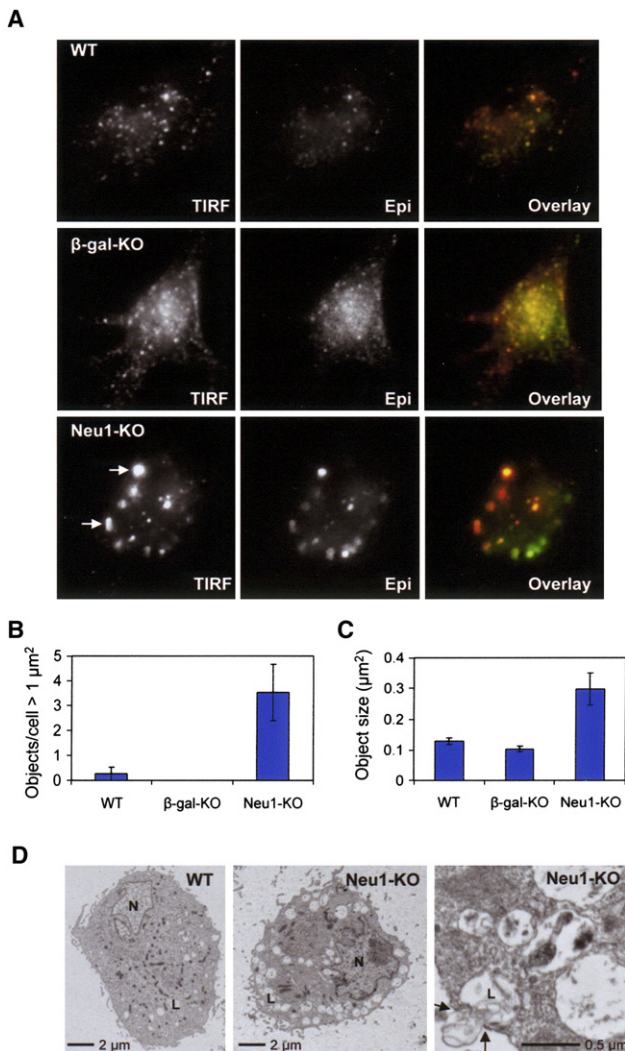 A
WT
TIRF
Epi
Overlay
β-gal-KO
TIRF
Epi
Overlay
Neu1-KO
TIRF
Epi
Overlay
B
Objects/cell > 1 µm²
5
4
3
2
1
0
WT
β-gal-KO
Neu1-KO
C
Object size (µm²)
0.4
0.3
0.2
0.1
0
WT
β-gal-KO
Neu1-KO
D
WT
N
L
2 µm
Neu1-KO
N
L
2 µm
Neu1-KO
L
0.5 µm